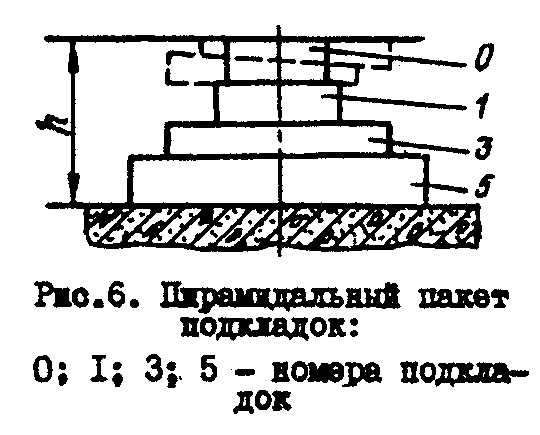 0
1
h
3
5
Рис.6. Пирамидальный пакет
подкладок:
0; I; 3; 5 - номера подкла-
док